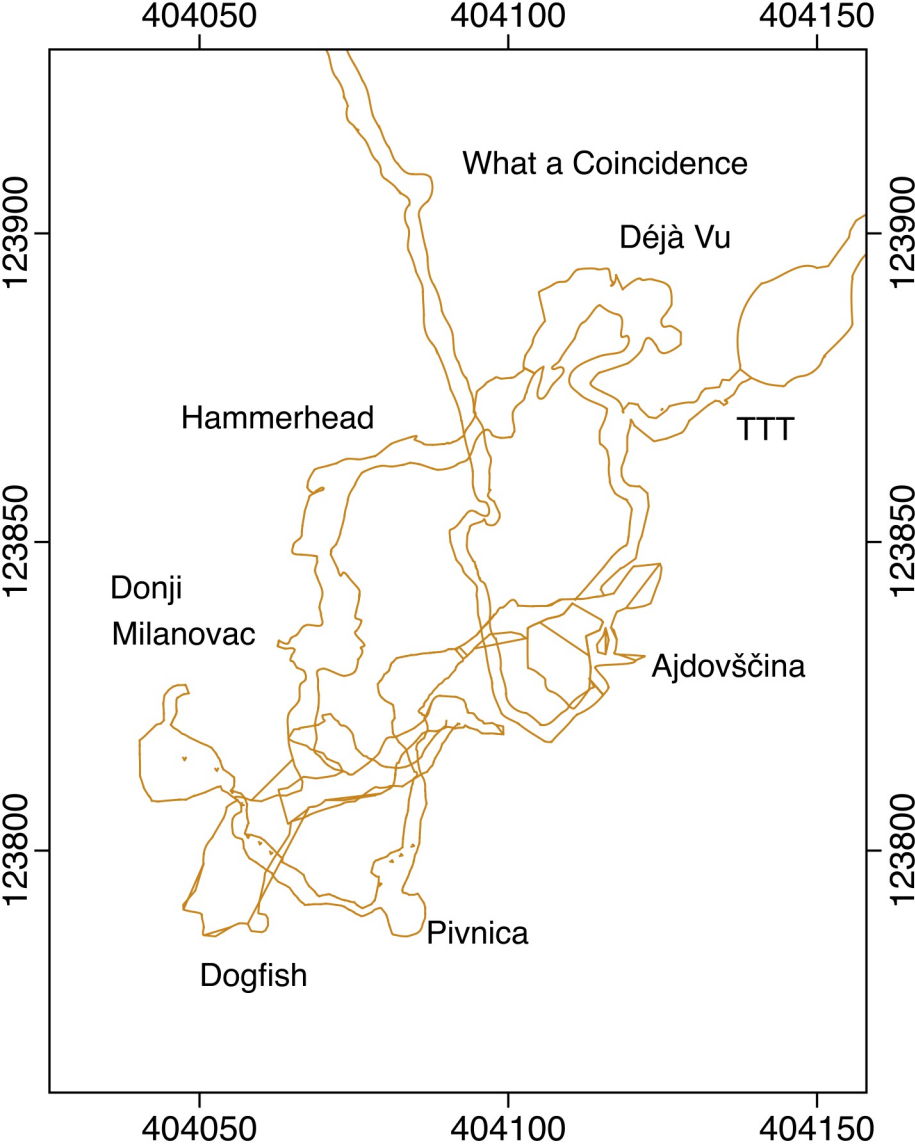 404050 404100 404150
What a Coincidence
123900 123900
Déjà Vu
Hammerhead
TTT
123850 123850
Donji
Milanovac
Ajdovščina
123800 123800
Pivnica
Dogfish
404050 404100 404150